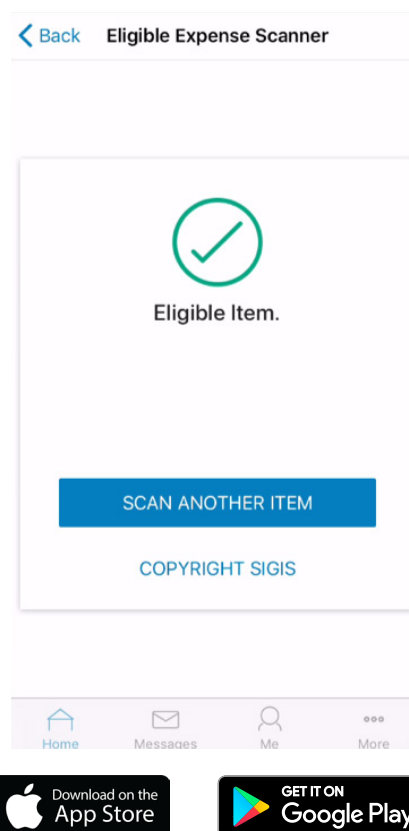 Back Eligible Expense Scanner
Eligible Item.
SCAN ANOTHER ITEM
COPYRIGHT SIGIS
Home Messages Me More
Download on the
App Store
GET IT ON
Google Play